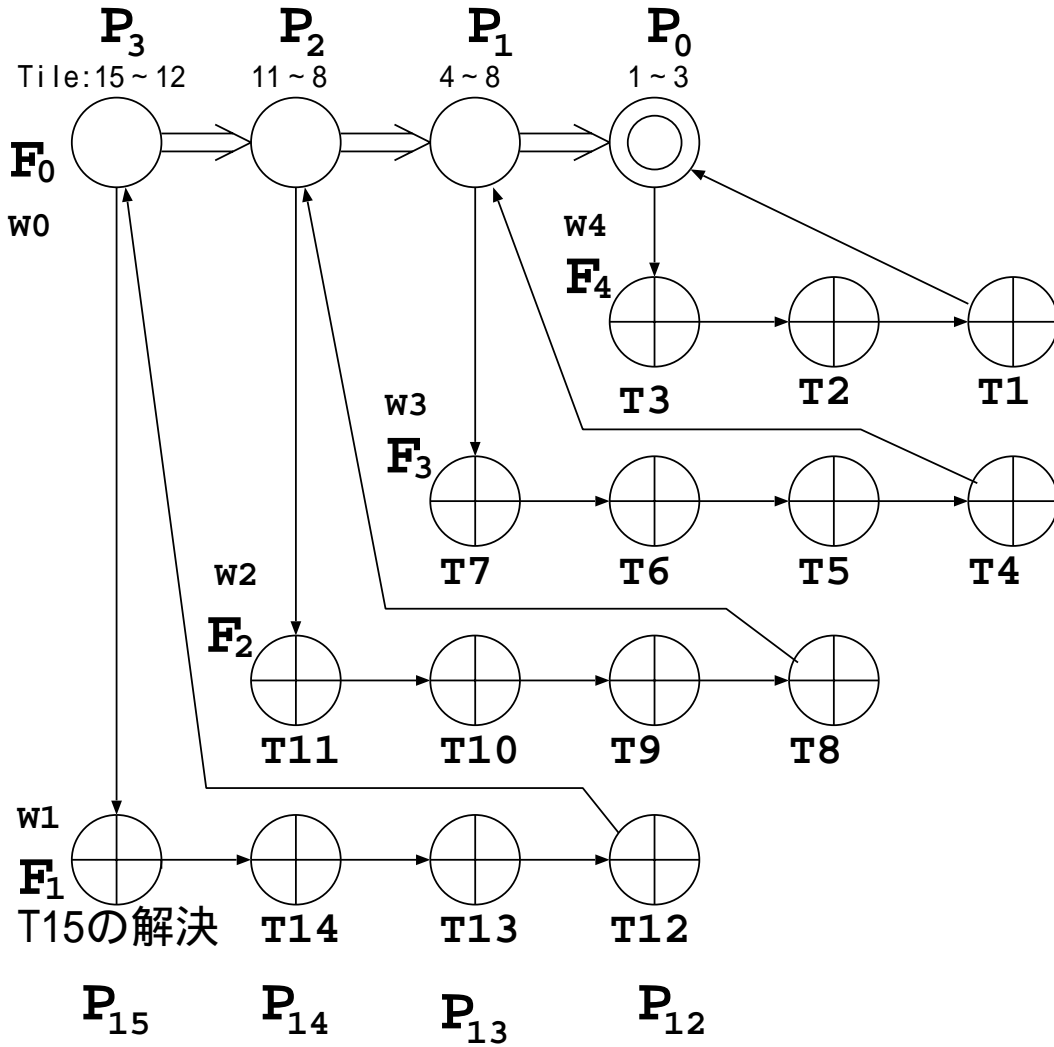 P3 P2 P1 P0
Tile:15~12 11~8 4~8 1~3
F0
W0
W4
F4
T3 T2 T1
W3
F3
T7 T6 T5 T4
W2
F2
T11 T10 T9 T8
W1
F1
T15の解決 T14 T13 T12
P15 P14 P13 P12